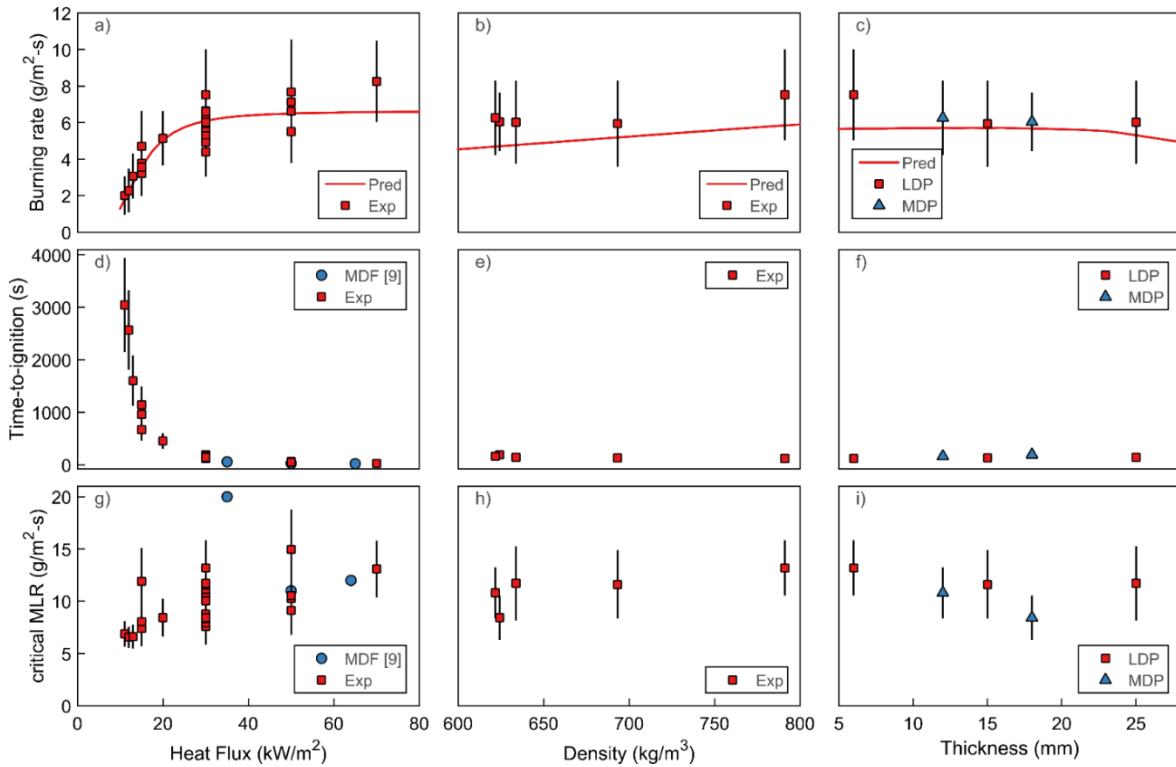 a)
b)
c)
Burning rate (g/m²-s)
12
10
8
6
4
2
0
Pred
Exp
Pred
Exp
Pred
LDP
MDP
d)
e)
f)
Time-to-ignition (s)
4000
3000
2000
1000
0
MDF [9]
Exp
Exp
LDP
MDP
g)
h)
i)
critical MLR (g/m²-s)
20
15
10
5
0
MDF [9]
Exp
Exp
LDP
MDP
0 20 40 60 80
600 650 700 750 800
5 10 15 20 25
Heat Flux (kW/m²)
Density (kg/m³)
Thickness (mm)